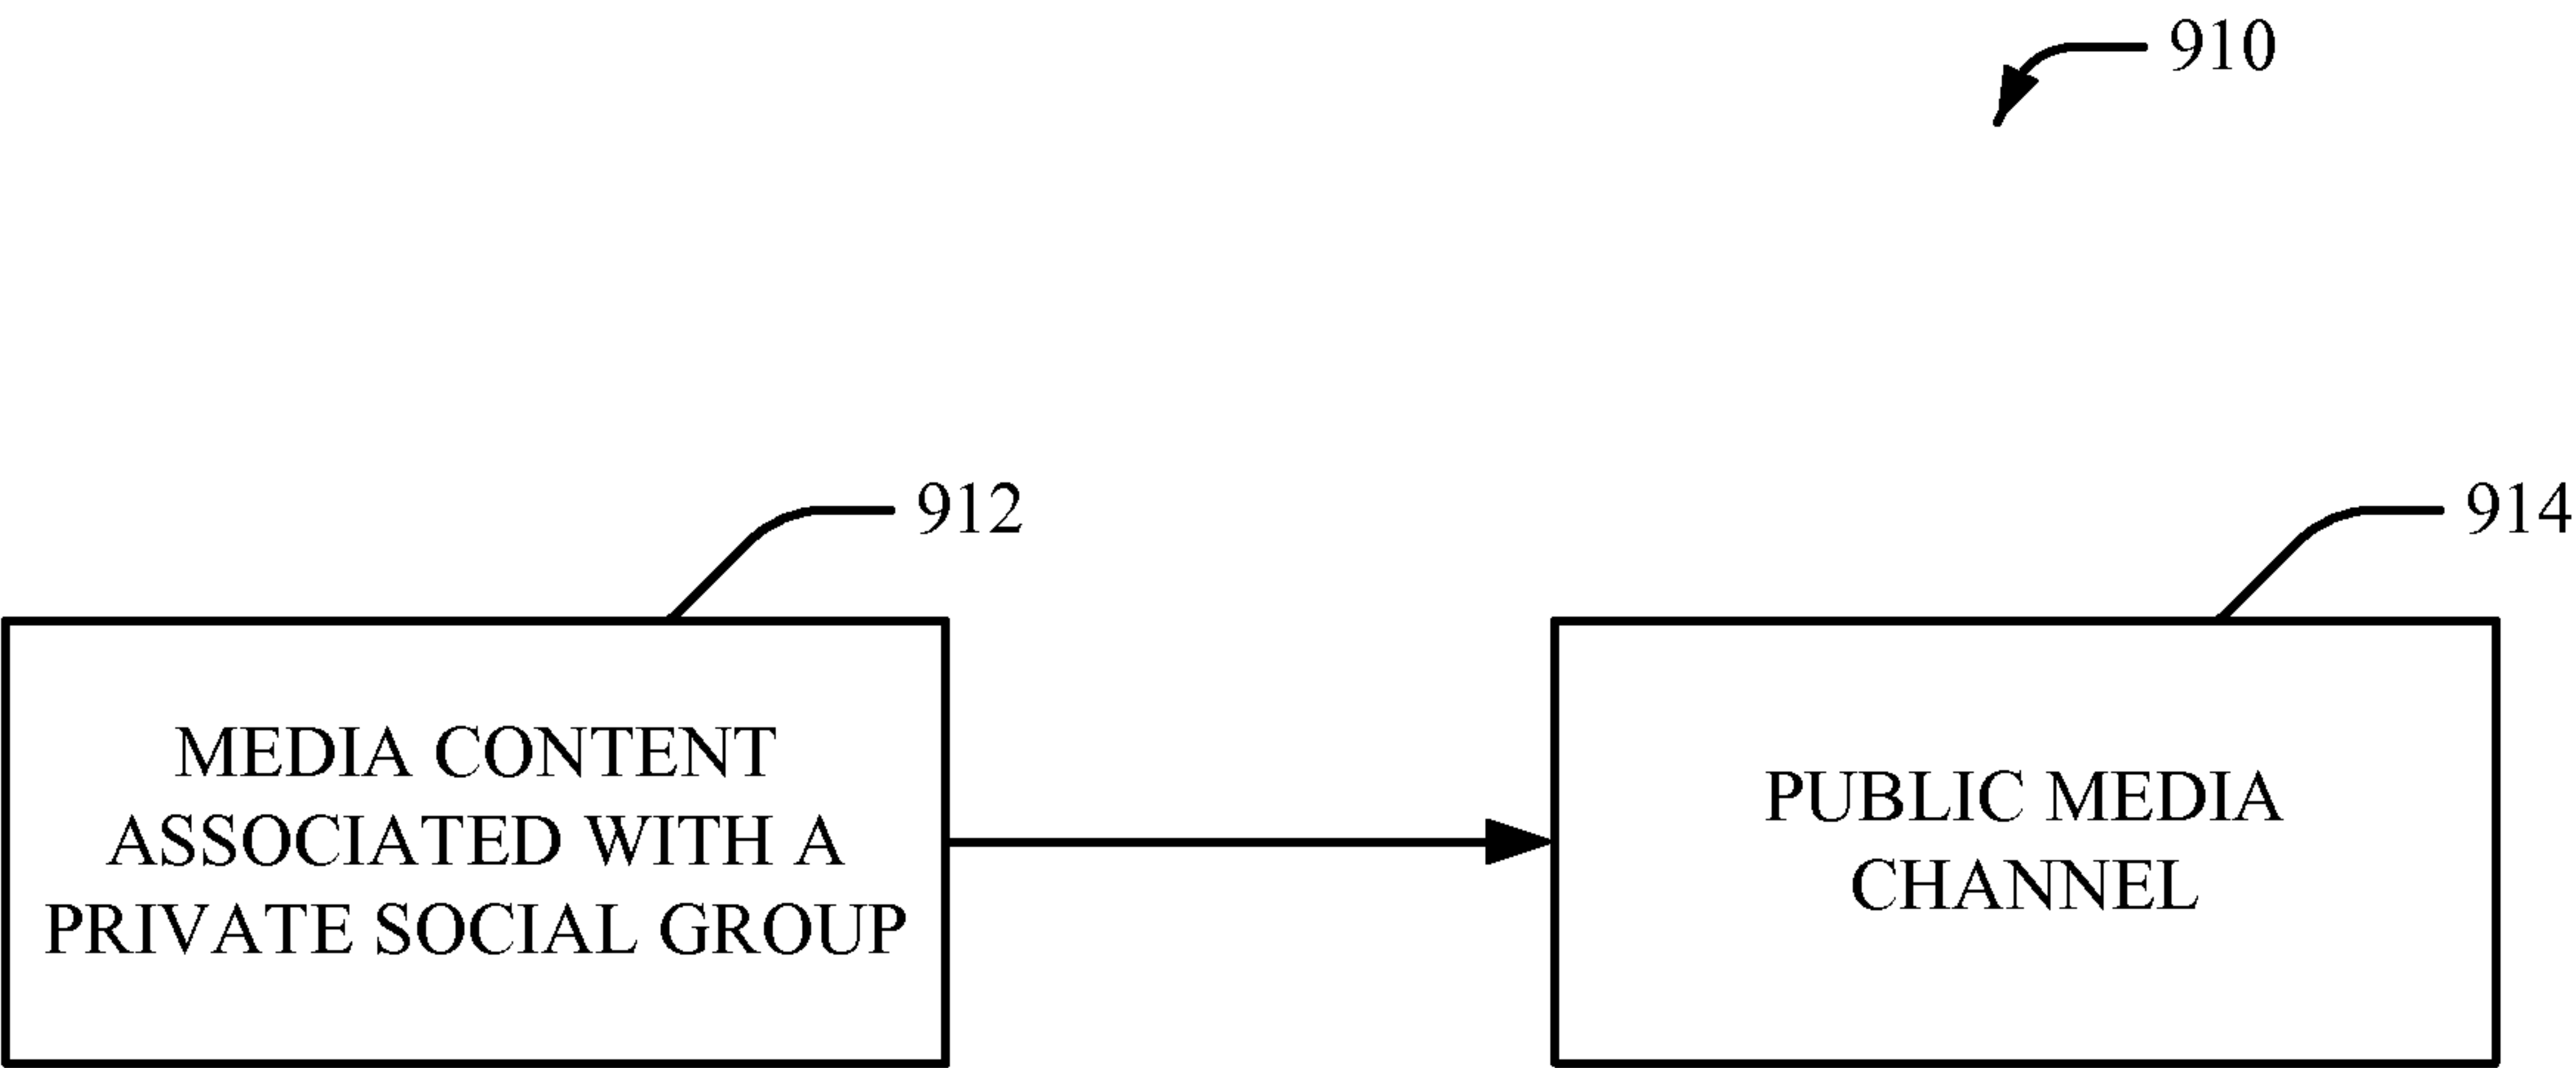 910
912
914
MEDIA CONTENT
ASSOCIATED WITH A
PRIVATE SOCIAL GROUP
PUBLIC MEDIA
CHANNEL